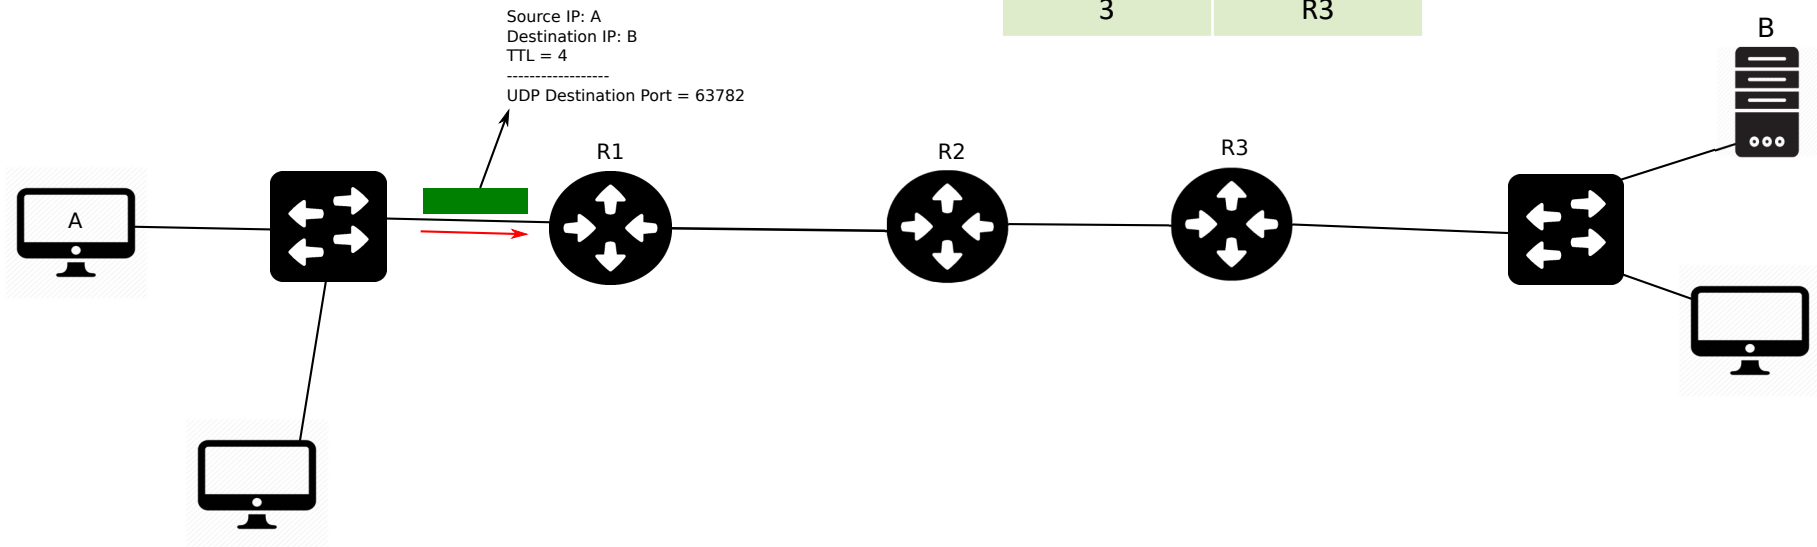 Source IP: A
Destination IP: B
TTL = 4
------------------
UDP Destination Port = 63782
3 R3
B
R1
R2
R3
A